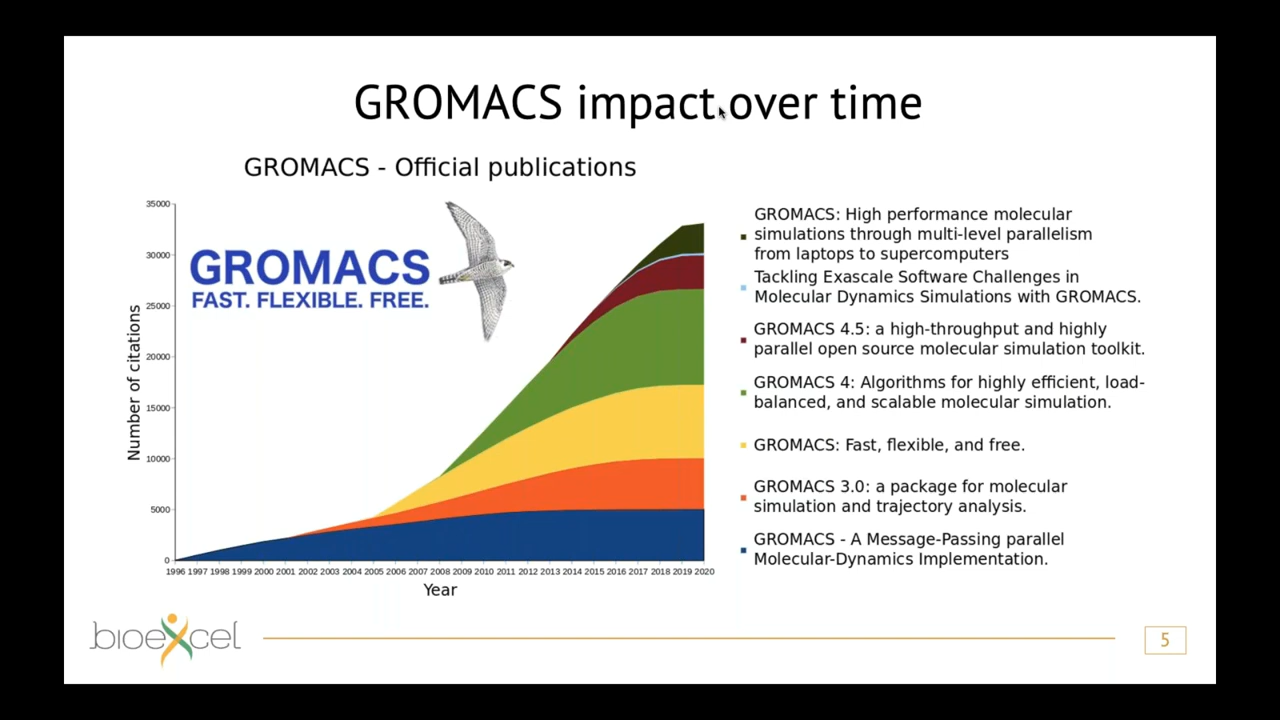 GROMACS impact over time
GROMACS - Official publications
35000
30000
25000
20000
15000
10000
5000
0
Number of citations
GROMACS
FAST. FLEXIBLE. FREE.
1996 1997 1998 1999 2000 2001 2002 2003 2004 2005 2006 2007 2008 2009 2010 2011 2012 2013 2014 2015 2016 2017 2018 2019 2020
Year
GROMACS: High performance molecular
simulations through multi-level parallelism
from laptops to supercomputers
Tackling Exascale Software Challenges in
Molecular Dynamics Simulations with GROMACS.
GROMACS 4.5: a high-throughput and highly
parallel open source molecular simulation toolkit.
GROMACS 4: Algorithms for highly efficient, load-
balanced, and scalable molecular simulation.
GROMACS: Fast, flexible, and free.
GROMACS 3.0: a package for molecular
simulation and trajectory analysis.
GROMACS - A Message-Passing parallel
Molecular-Dynamics Implementation.
bioexcel
5